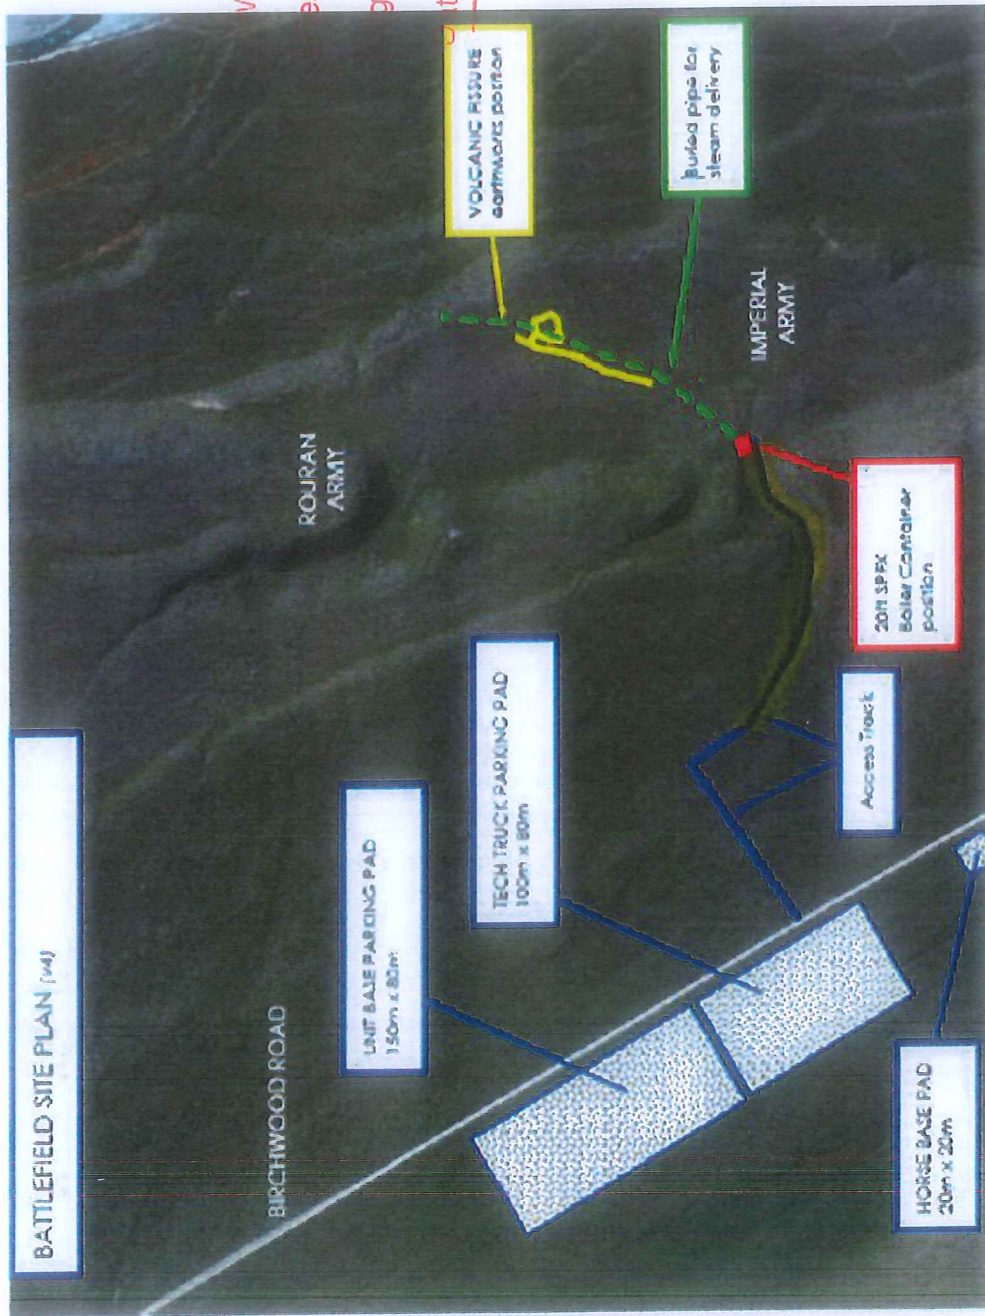 BATTLEFIELD SITE PLAN (v4)
BIRCHWOOD ROAD
UNIT BASE PARKING PAD
150m x 80m
TECH TRUCK PARKING PAD
100m x 80m
ROURAN
ARMY
VOLCANIC FISSURE
earthworks position
Buried pipe for
steam delivery
IMPERIAL
ARMY
20ft SPFX
Boiler Container
position
Access Track
HORSE BASE PAD
20m x 20m